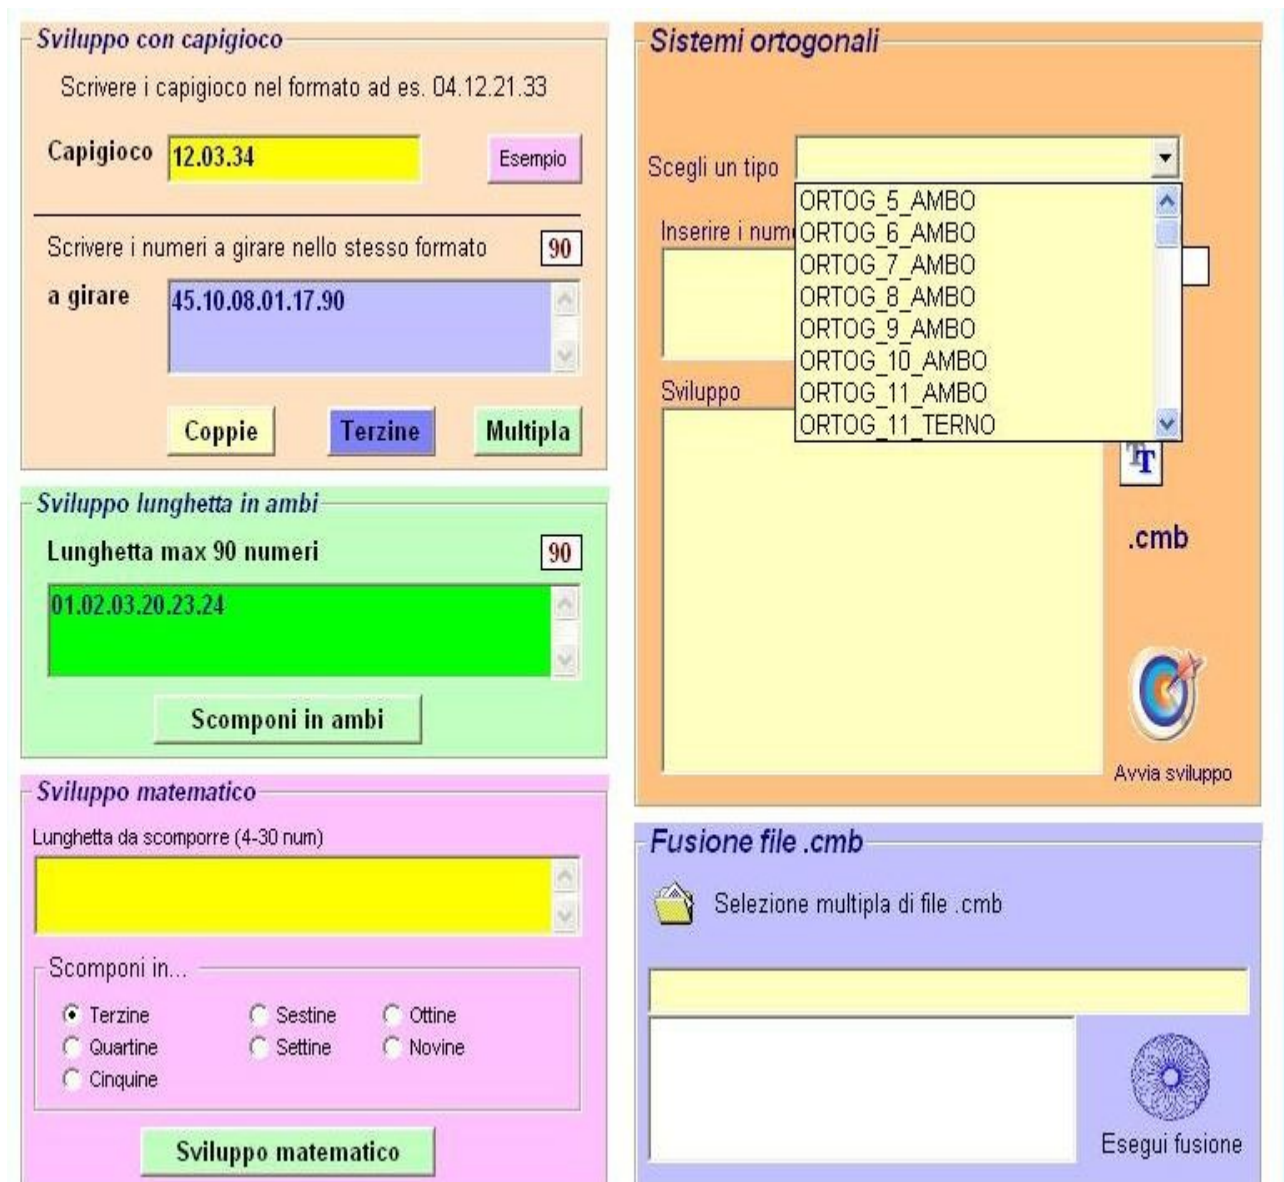 Sviluppo con capigioco
Scrivere i capigioco nel formato ad es. 04.12.21.33
Capigioco 12.03.34 Esempio
Scrivere i numeri a girare nello stesso formato 90
a girare 45.10.08.01.17.90
Coppie Terzine Multipla
Sviluppo lunghetta in ambi
Lunghetta max 90 numeri 90
01.02.03.20.23.24
Scomponi in ambi
Sviluppo matematico
Lunghetta da scomporre (4-30 num)
Scomponi in...
Terzine Sestine Ottine
Quartine Settine Novine
Cinquine
Sviluppo matematico
Sistemi ortogonali
Scegli un tipo
ORTOG_5_AMBO
Inserire i num ORTOG_6_AMBO
ORTOG_7_AMBO
ORTOG_8_AMBO
ORTOG_9_AMBO
ORTOG_10_AMBO
Sviluppo ORTOG_11_AMBO
ORTOG_11_TERNO
.cmb
Avvia sviluppo
Fusione file .cmb
Selezione multipla di file .cmb
Esegui fusione